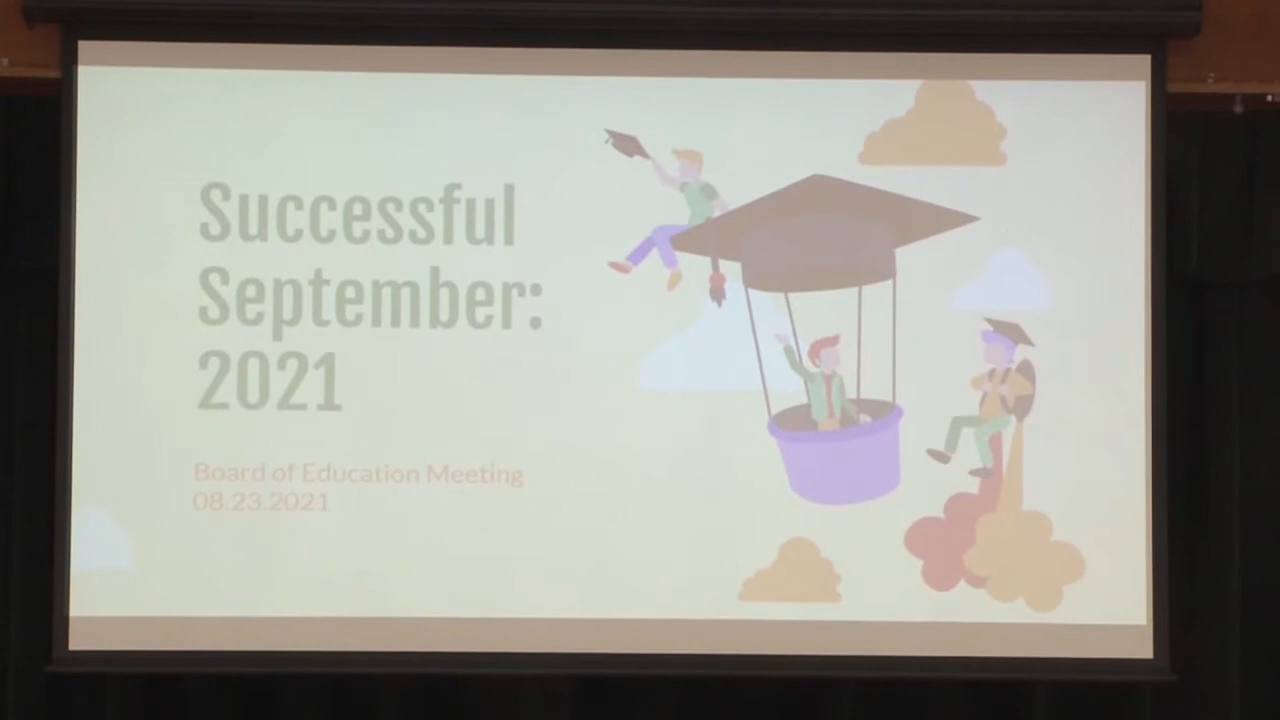 Successful
September:
2021
Board of Education Meeting
08.23.2021